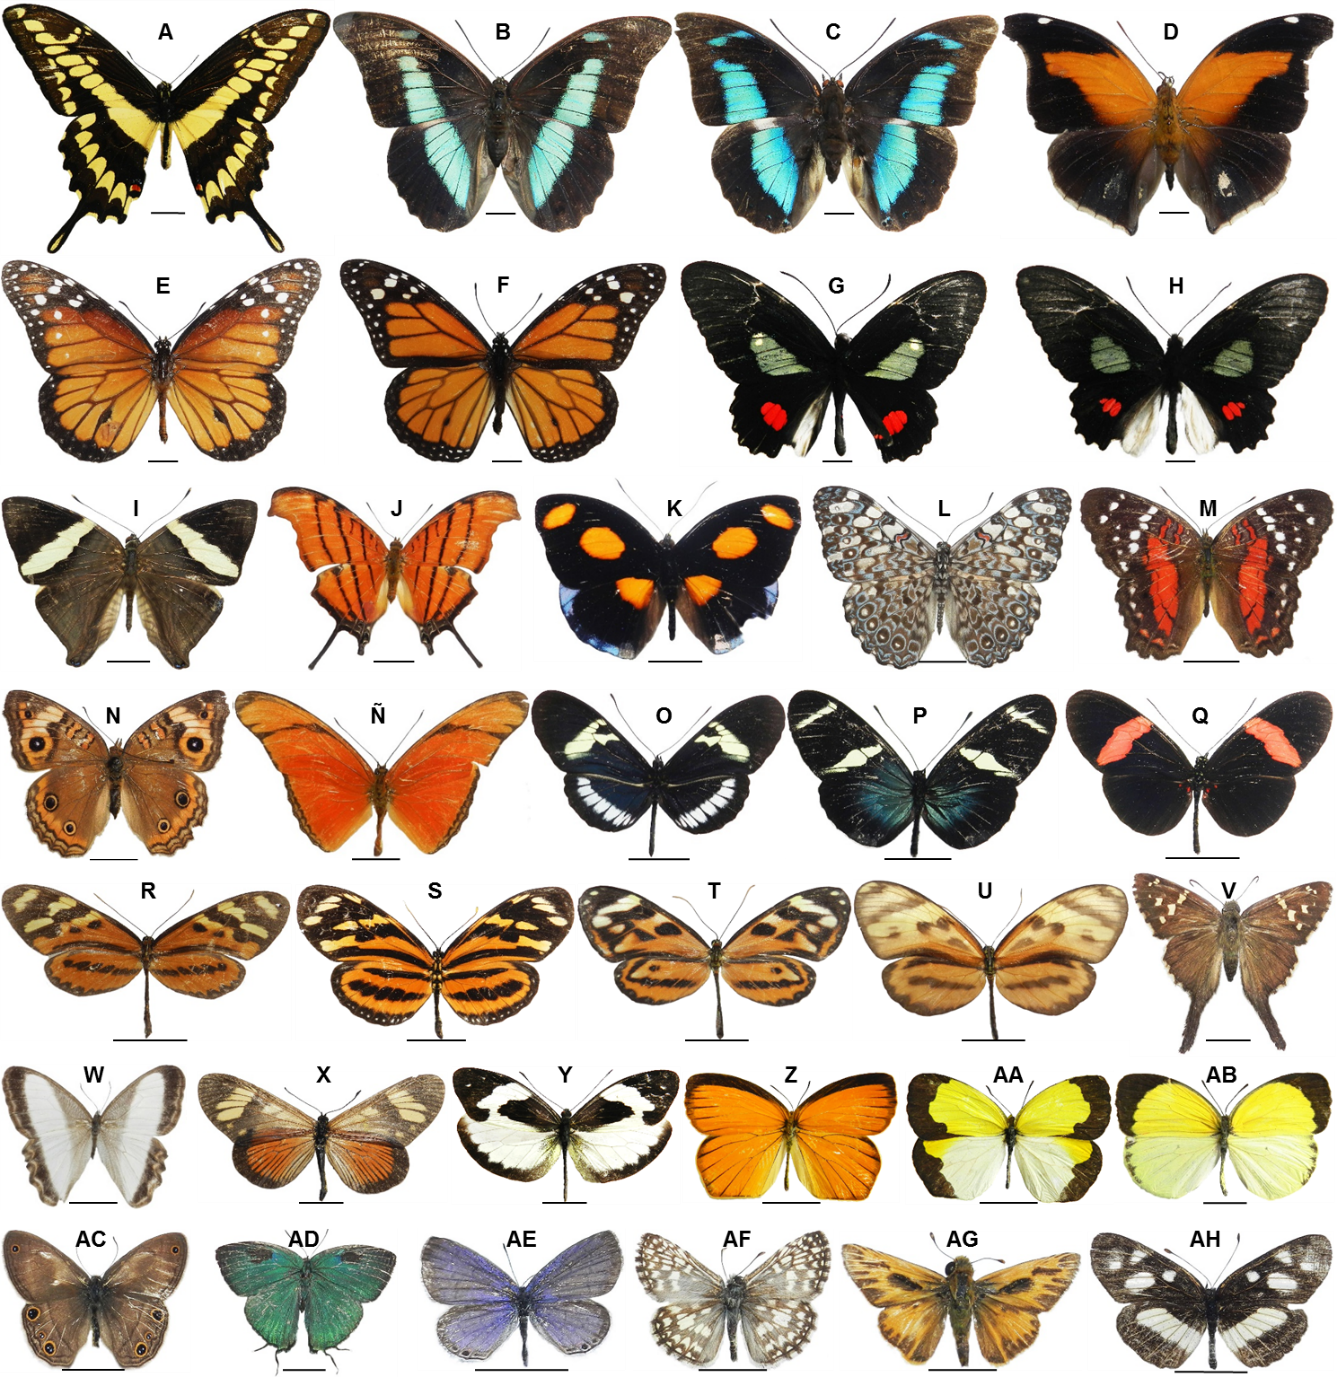 A B C D
E F G H
I J K L M
N Ñ O P Q
R S T U V
W X Y Z AA AB
AC AD AE AF AG AH